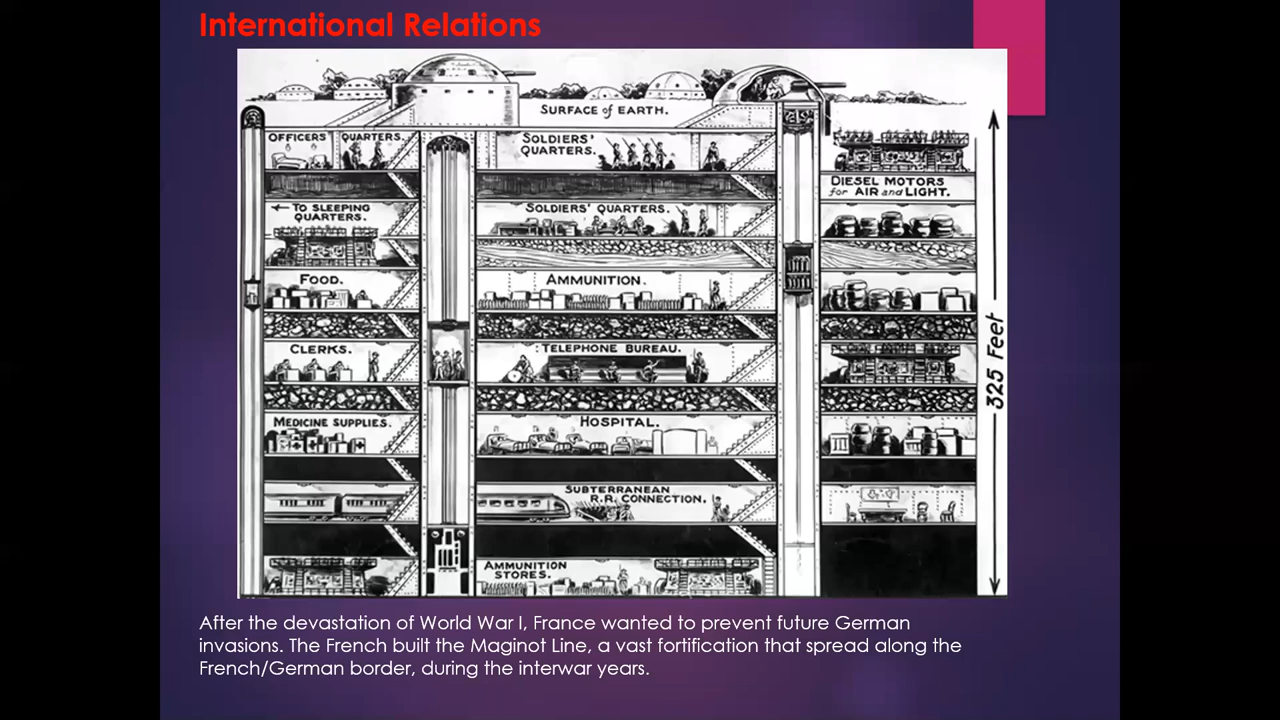 International Relations
SURFACE of EARTH.
OFFICERS' QUARTERS.
SOLDIERS'
QUARTERS.
DIESEL MOTORS
for AIR and LIGHT.
← TO SLEEPING
QUARTERS.
SOLDIERS' QUARTERS.
FOOD.
AMMUNITION.
CLERKS.
TELEPHONE BUREAU.
325 Feet
MEDICINE SUPPLIES.
HOSPITAL.
SUBTERRANEAN
R.R. CONNECTION.
AMMUNITION
STORES.
After the devastation of World War I, France wanted to prevent future German
invasions. The French built the Maginot Line, a vast fortification that spread along the
French/German border, during the interwar years.